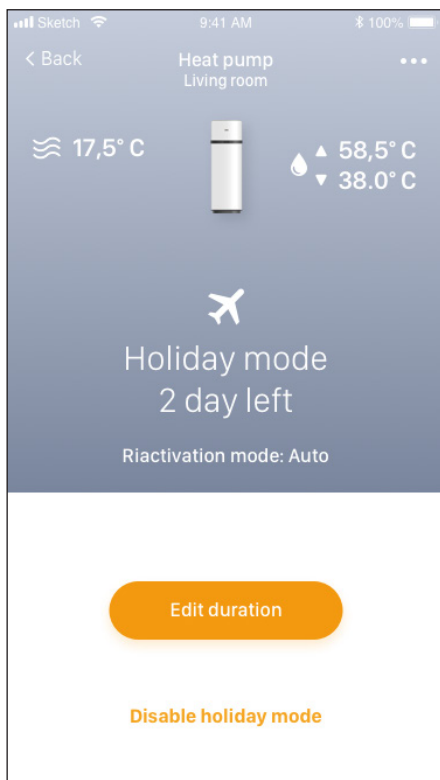 Sketch 9:41 AM 100%
Back
Heat pump
Living room
17,5° C
58,5° C
38.0° C
Holiday mode
2 day left
Riactivation mode: Auto
Edit duration
Disable holiday mode